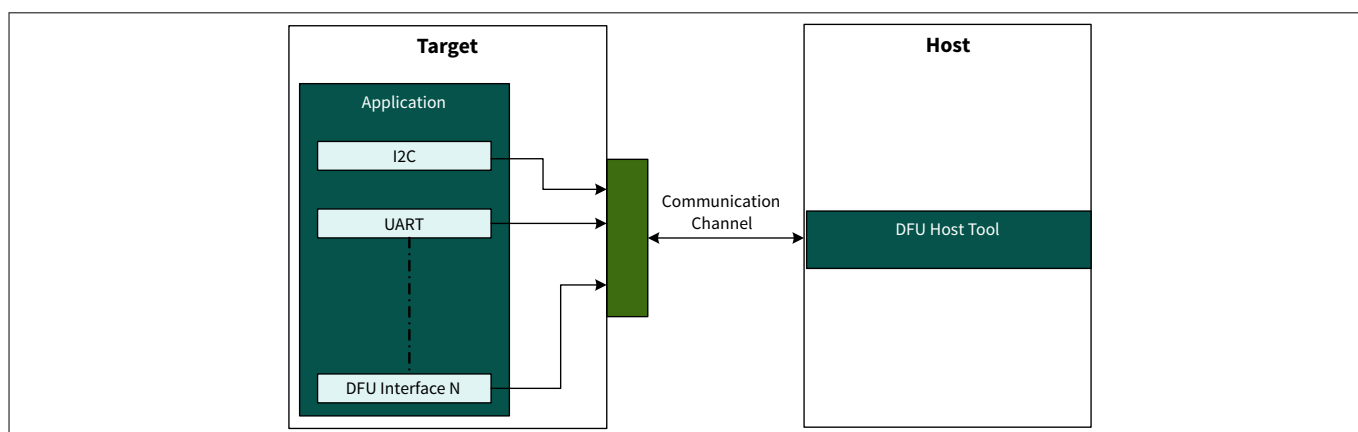 Target
Application
I2C
UART
DFU Interface N
Communication
Channel
Host
DFU Host Tool